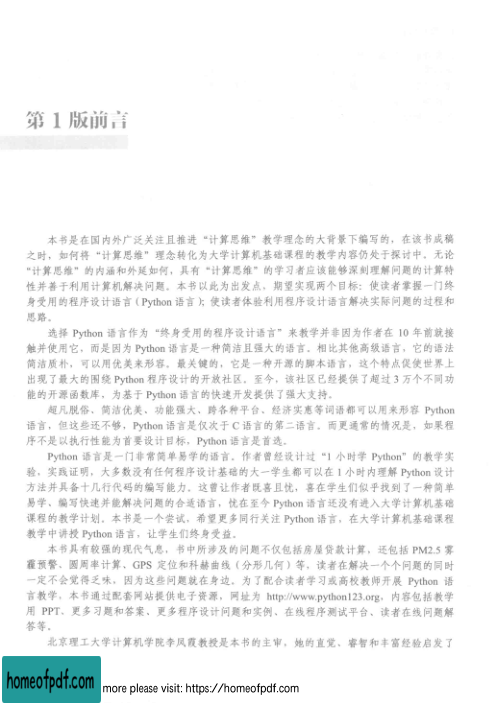 第 1 版前言
本书是在国内外广泛关注且推进“计算思维”教学理念的大背景下编写的，在该书成稿
之时，如何将“计算思维”理念转化为大学计算机基础课程的教学内容仍处于探讨中。无论
“计算思维”的内涵和外延如何，具有“计算思维”的学习者应该能够深到理解问题的计算特
性并善于利用计算机解决问题。本书以此为出发点，期望实现两个目标：使读者掌握一门终
身受用的程序设计语言（Python 语言）；使读者体验利用程序设计语言解决实际问题的过程和
思路。
选择 Python 语言作为“终身受用的程序设计语言”来教学并非因为作者在 10 年前就接
触并使用它，而是因为 Python 语言是一种简洁且强大的语言。相比其他高级语言，它的语法
简洁质朴，可以用优美来形容。最关键的，它是一种开源的脚本语言，这个特点促使世界上
出现了最大的围绕 Python 程序设计的开放社区。至今，该社区已经提供了超过 3 万个不同功
能的开源函数库，为基于 Python 语言的快速开发提供了强大支持。
超凡脱俗、简洁优美、功能强大、跨各种平台、经济实惠等词语都可以用来形容 Python
语言，但这些还不够，Python 语言是仅次于 C 语言的第二语言。而更通常的情况是，如果程
序不是以执行性能为首要设计目标，Python 语言是首选。
Python 语言是一门非常简单易学的语言。作者曾经设计过“1 小时学 Python”的教学实
验，实践证明，大多数没有任何程序设计基础的大一学生都可以在 1 小时内理解 Python 设计
方法并具备十几行代码的编写能力。这曾让作者既喜且忧，喜在学生们似乎找到了一种简单
易学，编写快速并能解决问题的合适语言，忧在至今 Python 语言还没有进入大学计算机基础
课程的教学计划。本书是一个尝试，希望更多同行关注 Python 语言，在大学计算机基础课程
教学中讲授 Python 语言，让学生们终身受益。
本书具有较强的现代气息，书中所涉及的问题不仅包括房屋贷款计算，还包括 PM2.5 雾
霾预警、圆周率计算、GPS 定位和科赫曲线（分形几何）等，读者在解决一个个问题的同时
一定不会觉得乏味，因为这些问题就在身边。为了配合读者学习或高校教师开展 Python 语
言教学，本书通过配套网站提供电子资源，网址为 http://www.python123.org，内容包括教学
用 PPT、更多习题和答案、更多程序设计问题和实例、在线程序测试平台、读者在线问题解
答等。
北京理工大学计算机学院李凤霞教授是本书的主审，她的直觉、睿智和丰富经验启发了
homeofpdf.com
more please visit: https://homeofpdf.com